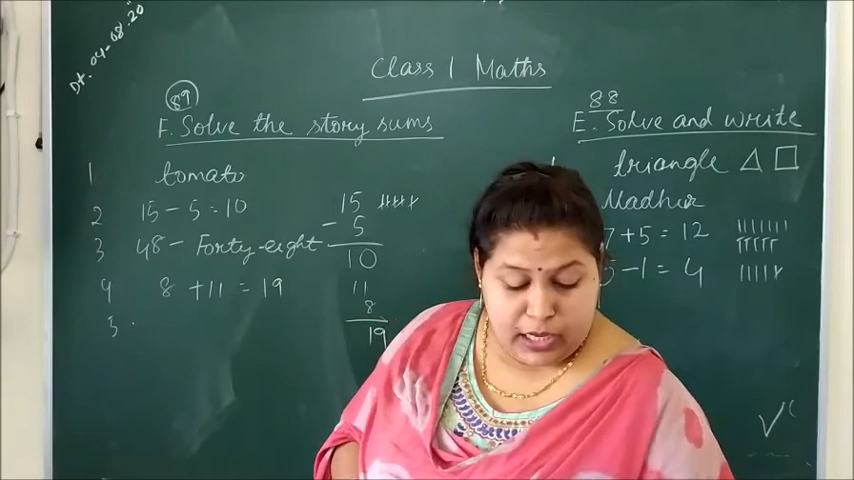 Dt. 04-08-20
Class 1 Maths
89
F. Solve the story sums
1 tomato
2 15 - 5 = 10
3 48 - Forty-eight
4 8 + 11 = 19
5.
15
- 5
10
11
8
19
88
E. Solve and write
triangle
Madhur
7 + 5 = 12
5 - 1 = 4